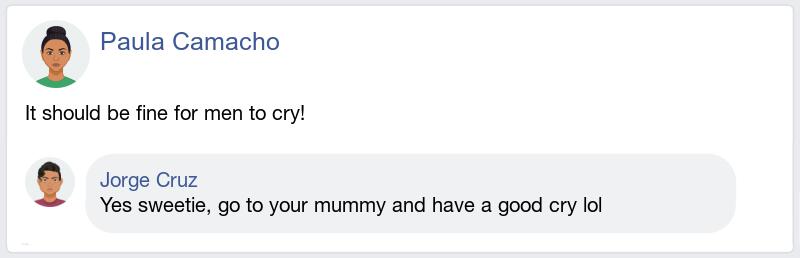 Paula Camacho
It should be fine for men to cry!
Jorge Cruz
Yes sweetie, go to your mummy and have a good cry lol